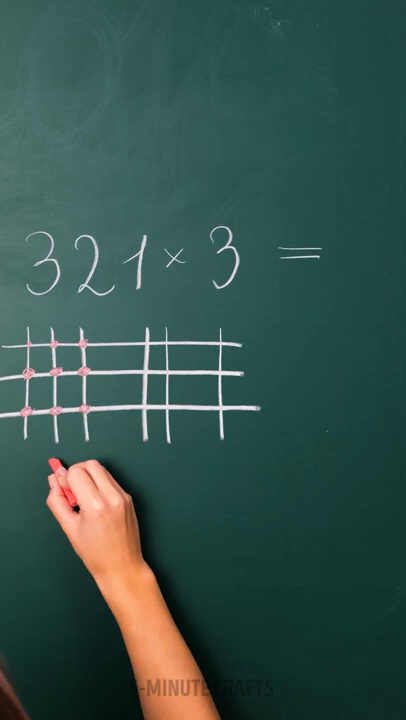 321 × 3 =
5-MINUTE CRAFTS